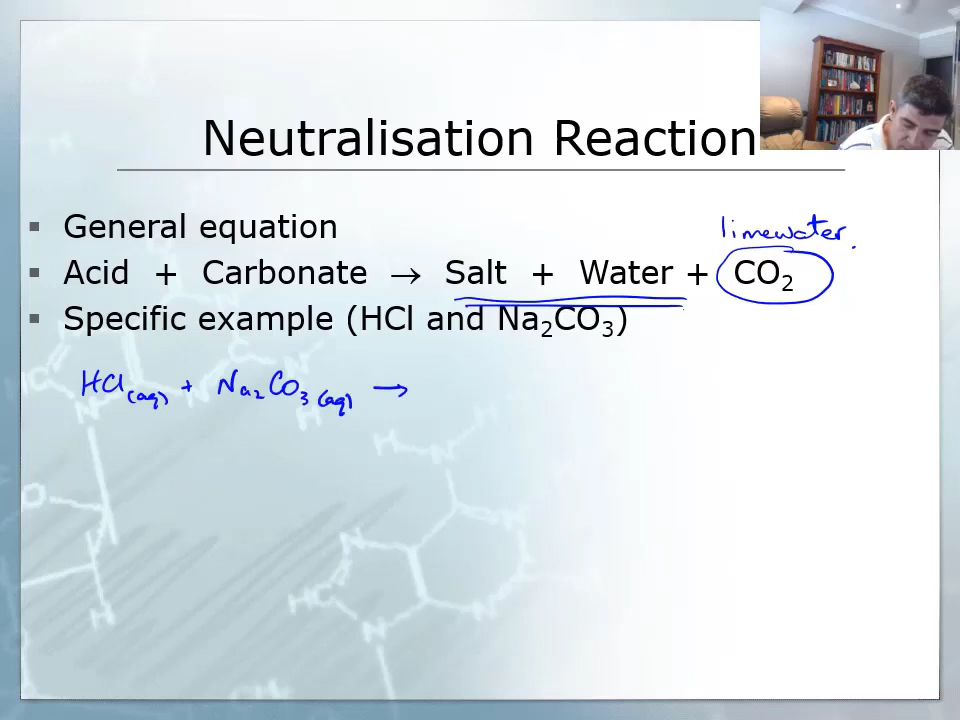 Neutralisation Reaction
▪ General equation
limewater.
▪ Acid + Carbonate → Salt + Water + CO₂
▪ Specific example (HCl and Na₂CO₃)
HCl(aq) + Na₂CO₃(aq) →